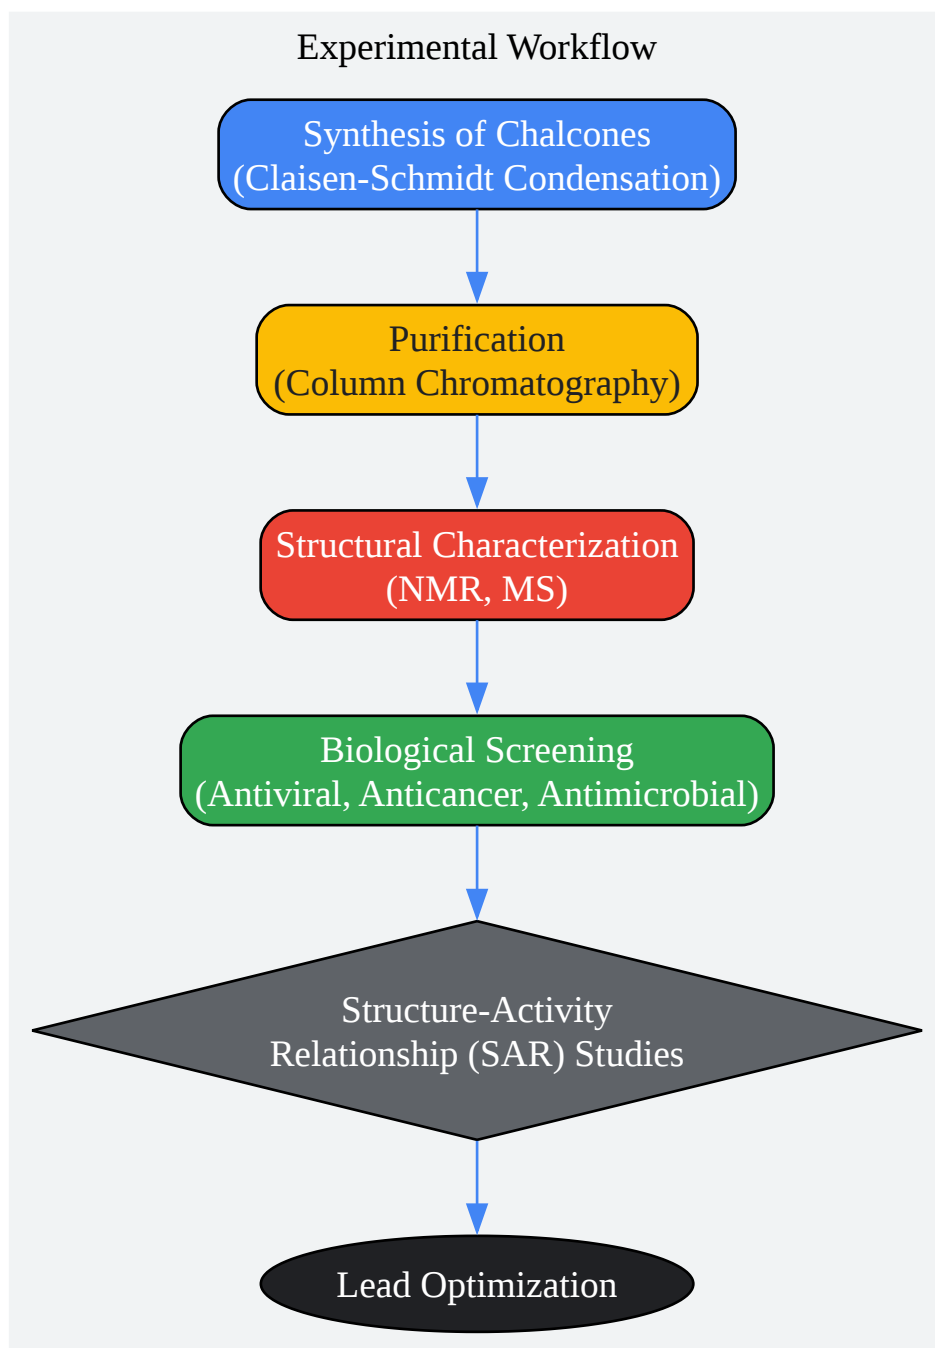 Experimental Workflow
Synthesis of Chalcones
(Claisen-Schmidt Condensation)
Purification
(Column Chromatography)
Structural Characterization
(NMR, MS)
Biological Screening
(Antiviral, Anticancer, Antimicrobial)
Structure-Activity
Relationship (SAR) Studies
Lead Optimization